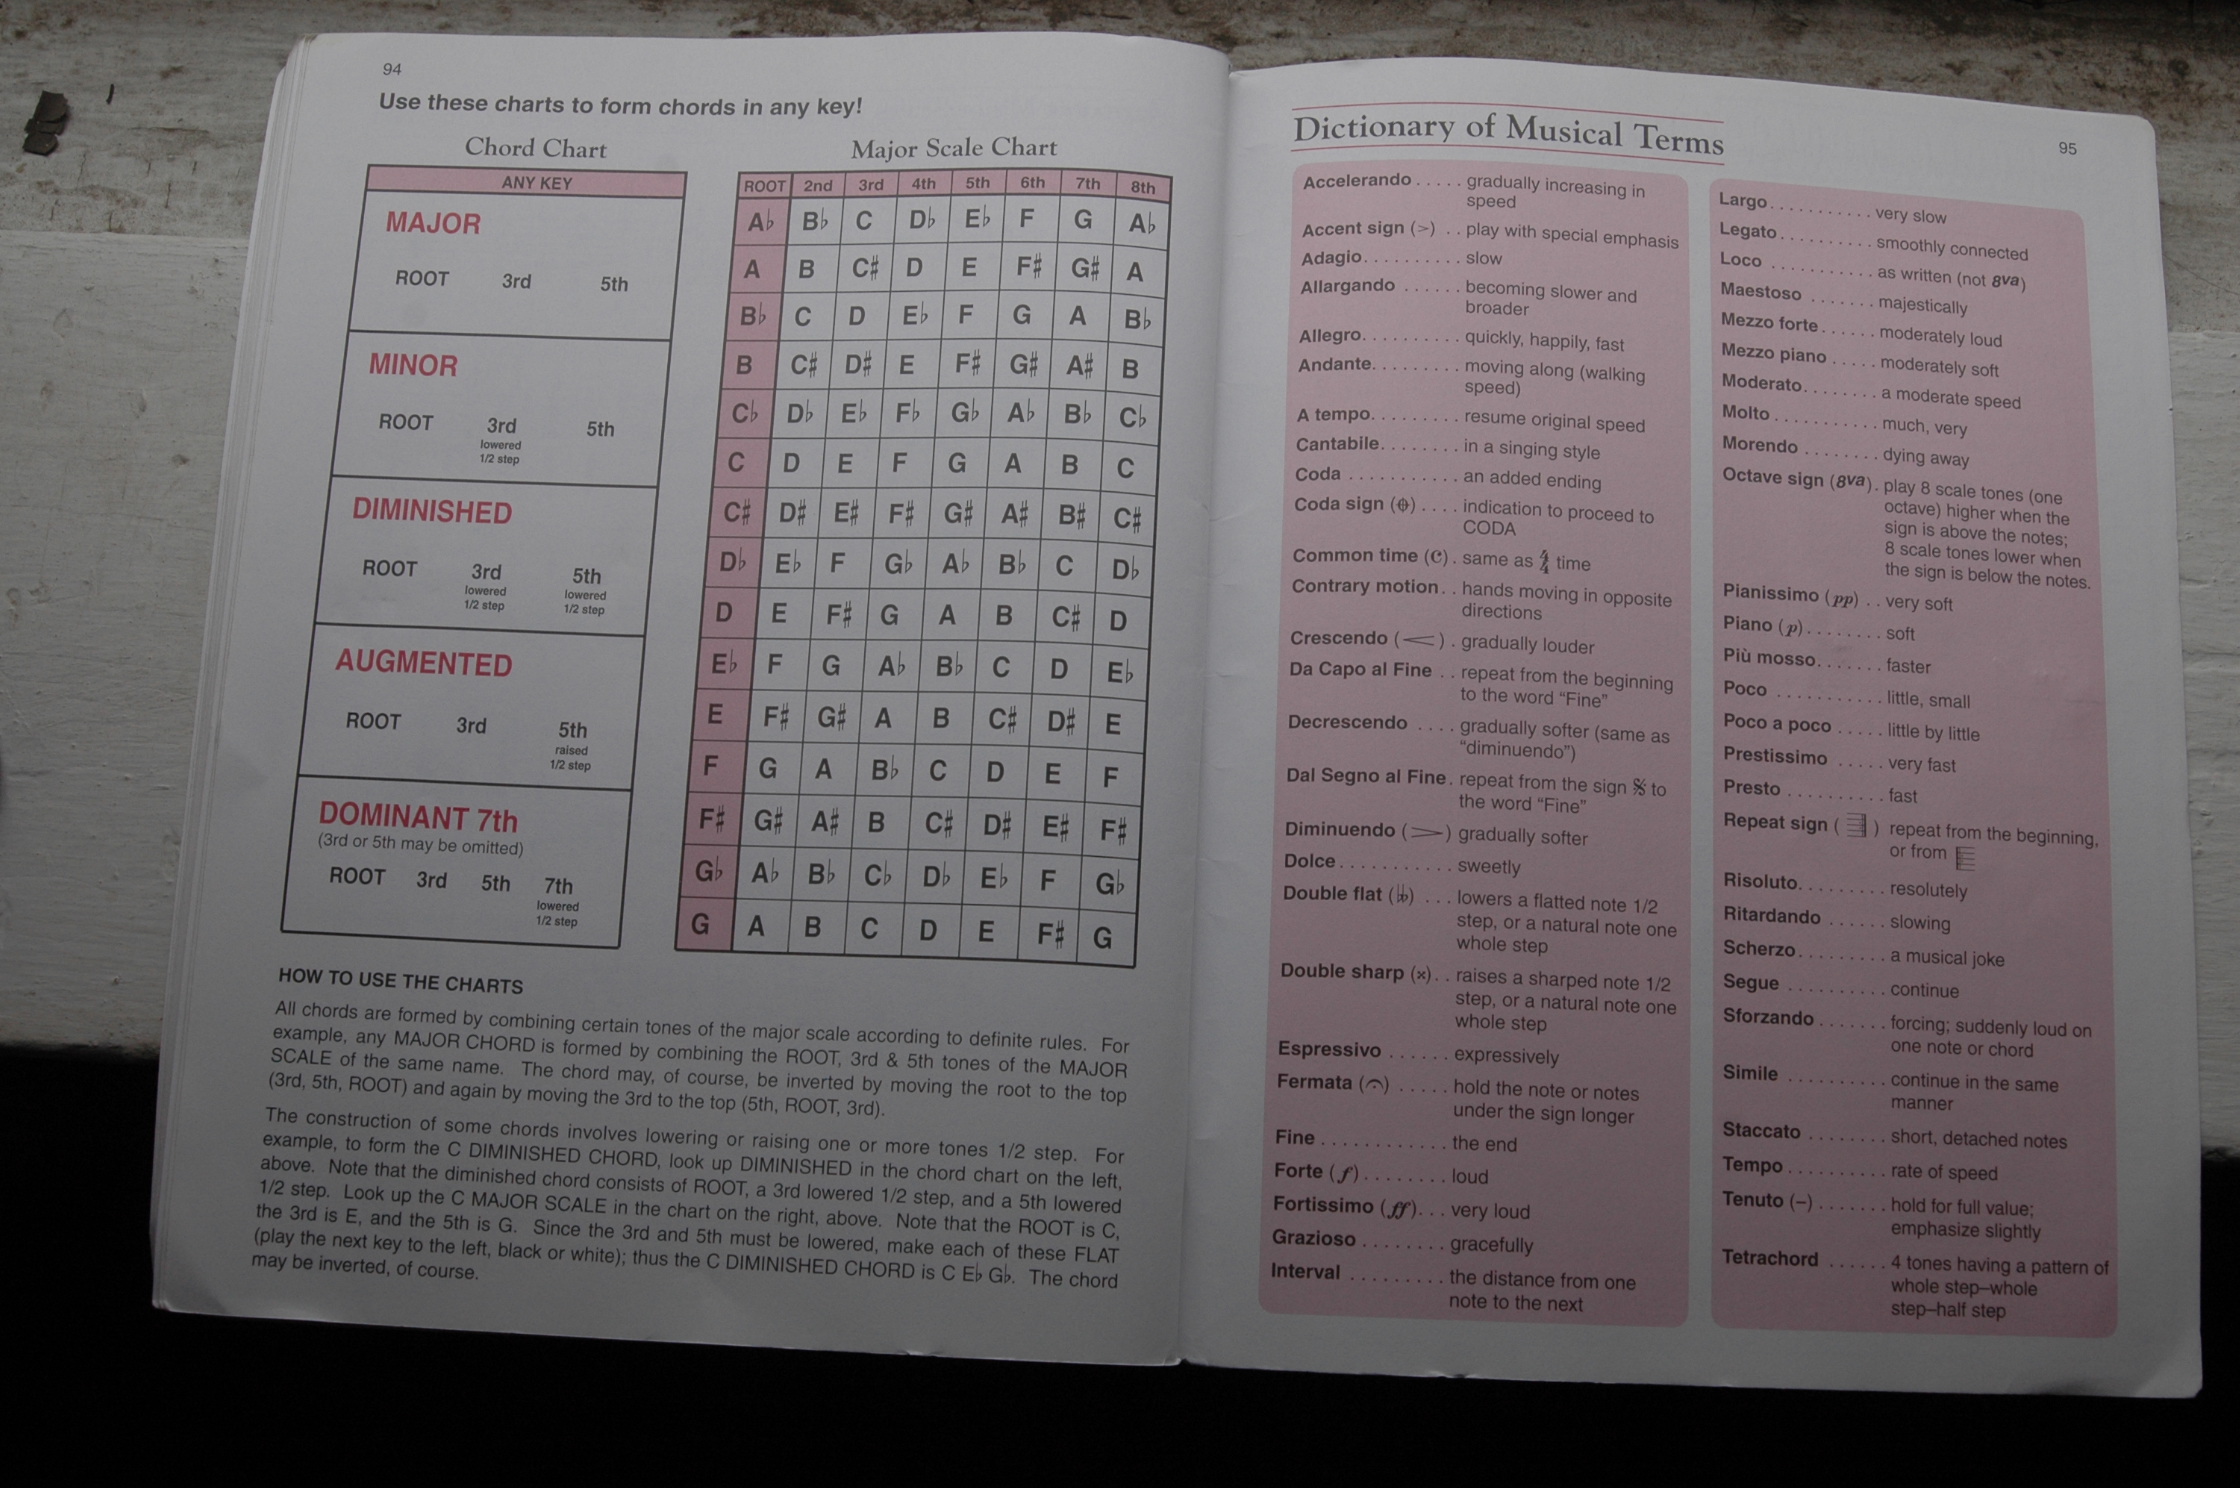 94
Use these charts to form chords in any key!
Chord Chart
ANY KEY
MAJOR
ROOT 3rd 5th
MINOR
ROOT 3rd 5th
lowered
1/2 step
DIMINISHED
ROOT 3rd 5th
lowered lowered
1/2 step 1/2 step
AUGMENTED
ROOT 3rd 5th
raised
1/2 step
DOMINANT 7th
(3rd or 5th may be omitted)
ROOT 3rd 5th 7th
lowered
1/2 step
Major Scale Chart
ROOT 2nd 3rd 4th 5th 6th 7th 8th
A♭ B♭ C D♭ E♭ F G A♭
A B C♯ D E F♯ G♯ A
B♭ C D E♭ F G A B♭
B C♯ D♯ E F♯ G♯ A♯ B
C♭ D♭ E♭ F♭ G♭ A♭ B♭ C♭
C D E F G A B C
C♯ D♯ E♯ F♯ G♯ A♯ B♯ C♯
D♭ E♭ F G♭ A♭ B♭ C D♭
D E F♯ G A B C♯ D
E♭ F G A♭ B♭ C D E♭
E F♯ G♯ A B C♯ D♯ E
F G A B♭ C D E F
F♯ G♯ A♯ B C♯ D♯ E♯ F♯
G♭ A♭ B♭ C♭ D♭ E♭ F G♭
G A B C D E F♯ G
HOW TO USE THE CHARTS
All chords are formed by combining certain tones of the major scale according to definite rules. For
example, any MAJOR CHORD is formed by combining the ROOT, 3rd & 5th tones of the MAJOR
SCALE of the same name. The chord may, of course, be inverted by moving the root to the top
(3rd, 5th, ROOT) and again by moving the 3rd to the top (5th, ROOT, 3rd).
The construction of some chords involves lowering or raising one or more tones 1/2 step. For
example, to form the C DIMINISHED CHORD, look up DIMINISHED in the chord chart on the left,
above. Note that the diminished chord consists of ROOT, a 3rd lowered 1/2 step, and a 5th lowered
1/2 step. Look up the C MAJOR SCALE in the chart on the right, above. Note that the ROOT is C,
the 3rd is E, and the 5th is G. Since the 3rd and 5th must be lowered, make each of these FLAT
(play the next key to the left, black or white); thus the C DIMINISHED CHORD is C E♭ G♭. The chord
may be inverted, of course.
Dictionary of Musical Terms
95
Accelerando . . . . . gradually increasing in
speed
Accent sign (>) . . play with special emphasis
Adagio. . . . . . . . . . slow
Allargando . . . . . . becoming slower and
broader
Allegro. . . . . . . . . . quickly, happily, fast
Andante. . . . . . . . . moving along (walking
speed)
A tempo. . . . . . . . . resume original speed
Cantabile. . . . . . . . in a singing style
Coda . . . . . . . . . . . an added ending
Coda sign (𝄌) . . . . indication to proceed to
CODA
Common time (𝄴) . same as 4/4 time
Contrary motion. . hands moving in opposite
directions
Crescendo (𝆒) . gradually louder
Da Capo al Fine . . repeat from the beginning
to the word “Fine”
Decrescendo . . . . gradually softer (same as
“diminuendo”)
Dal Segno al Fine. repeat from the sign 𝄋 to
the word “Fine”
Diminuendo (𝆓) gradually softer
Dolce . . . . . . . . . . . sweetly
Double flat (𝄫) . . . lowers a flatted note 1/2
step, or a natural note one
whole step
Double sharp (𝄪). . raises a sharped note 1/2
step, or a natural note one
whole step
Espressivo . . . . . . expressively
Fermata (𝄐) . . . . . hold the note or notes
under the sign longer
Fine . . . . . . . . . . . . the end
Forte (f) . . . . . . . . loud
Fortissimo (ff). . . very loud
Grazioso . . . . . . . . gracefully
Interval . . . . . . . . . the distance from one
note to the next
Largo. . . . . . . . . . . very slow
Legato. . . . . . . . . . smoothly connected
Loco . . . . . . . . . . . as written (not 8va)
Maestoso . . . . . . . majestically
Mezzo forte . . . . . . moderately loud
Mezzo piano . . . . . moderately soft
Moderato. . . . . . . . a moderate speed
Molto . . . . . . . . . . . much, very
Morendo . . . . . . . . dying away
Octave sign (8va) . play 8 scale tones (one
octave) higher when the
sign is above the notes;
8 scale tones lower when
the sign is below the notes.
Pianissimo (pp) . . very soft
Piano (p). . . . . . . . soft
Più mosso. . . . . . . faster
Poco . . . . . . . . . . . little, small
Poco a poco . . . . . little by little
Prestissimo . . . . . very fast
Presto . . . . . . . . . . fast
Repeat sign (𝄇) repeat from the beginning,
or from 𝄆
Risoluto. . . . . . . . . resolutely
Ritardando . . . . . . slowing
Scherzo. . . . . . . . . a musical joke
Segue . . . . . . . . . . continue
Sforzando . . . . . . . forcing; suddenly loud on
one note or chord
Simile . . . . . . . . . . continue in the same
manner
Staccato . . . . . . . . short, detached notes
Tempo . . . . . . . . . . rate of speed
Tenuto (–) . . . . . . . hold for full value;
emphasize slightly
Tetrachord . . . . . . 4 tones having a pattern of
whole step–whole
step–half step